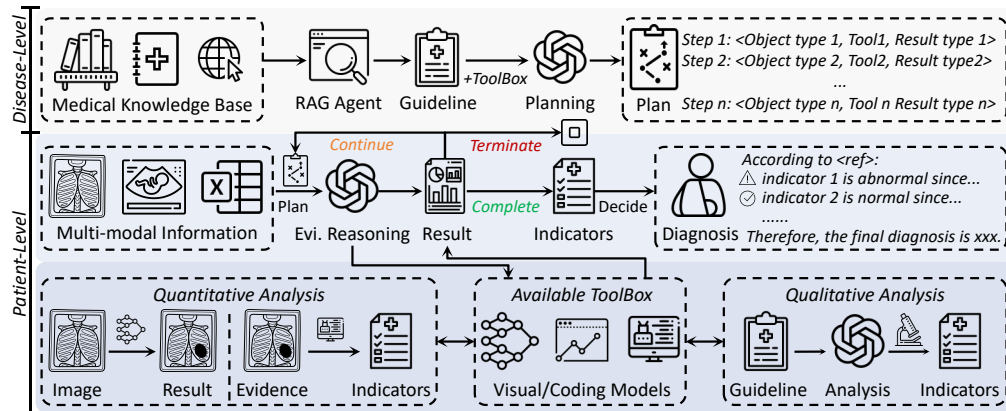 Disease-Level
Medical Knowledge Base
RAG Agent
Guideline
+ToolBox
Planning
Plan
Step 1: <Object type 1, Tool1, Result type 1>
Step 2: <Object type 2, Tool2, Result type2>
...
Step n: <Object type n, Tool n Result type n>
Patient-Level
X
Multi-modal Information
Plan
Continue
Evi. Reasoning
Result
Terminate
Complete
Indicators
Decide
Diagnosis
According to <ref>:
indicator 1 is abnormal since...
indicator 2 is normal since...
......
Therefore, the final diagnosis is xxx.
Quantitative Analysis
Image
Result
Evidence
Indicators
Available ToolBox
Visual/Coding Models
Qualitative Analysis
Guideline
Analysis
Indicators